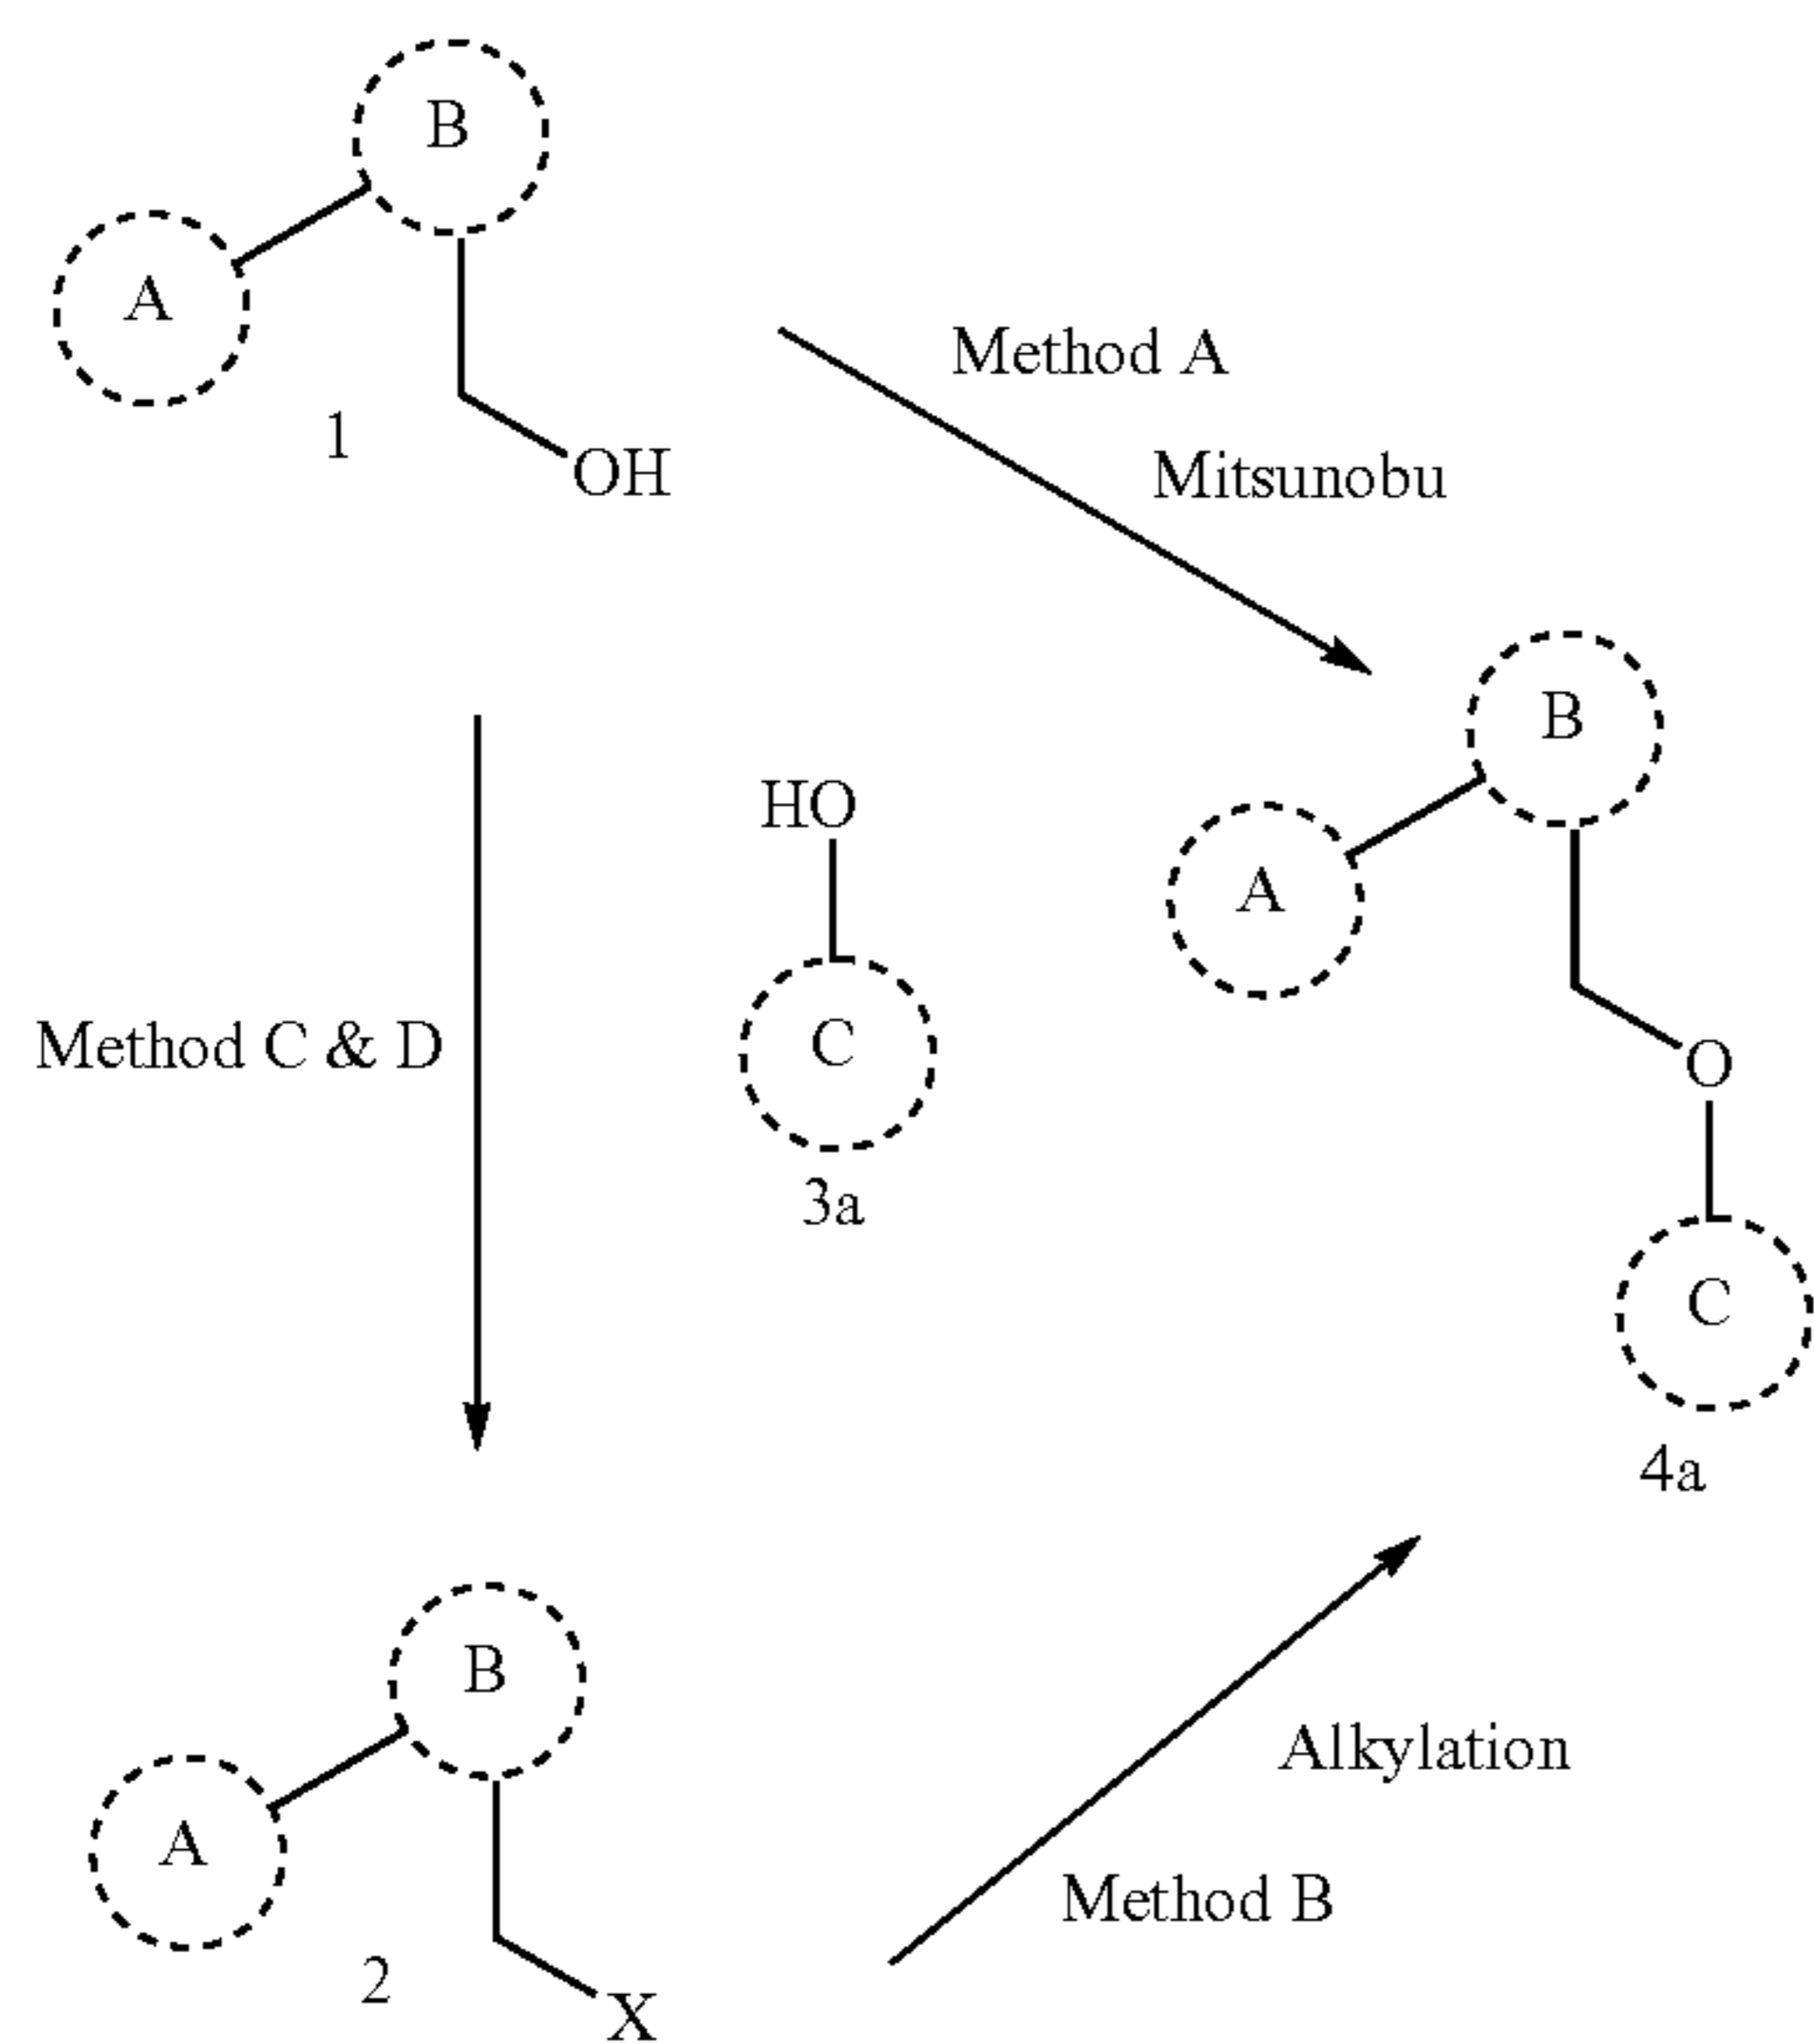 B
A
1
OH
Method A
Mitsunobu
HO
C
3a
Method C & D
B
A
O
C
4a
B
A
2
X
Alkylation
Method B